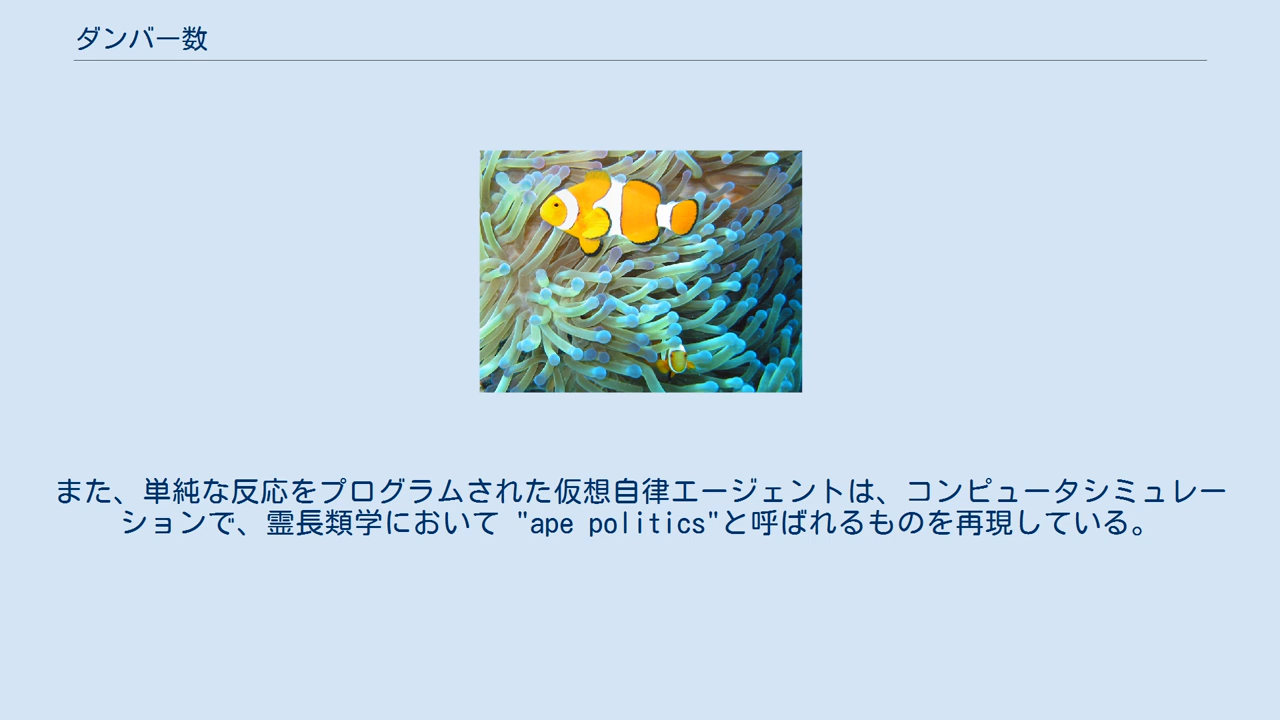 ダンバー数
また、単純な反応をプログラムされた仮想自律エージェントは、コンピュータシミュレー
ションで、霊長類学において "ape politics"と呼ばれるものを再現している。